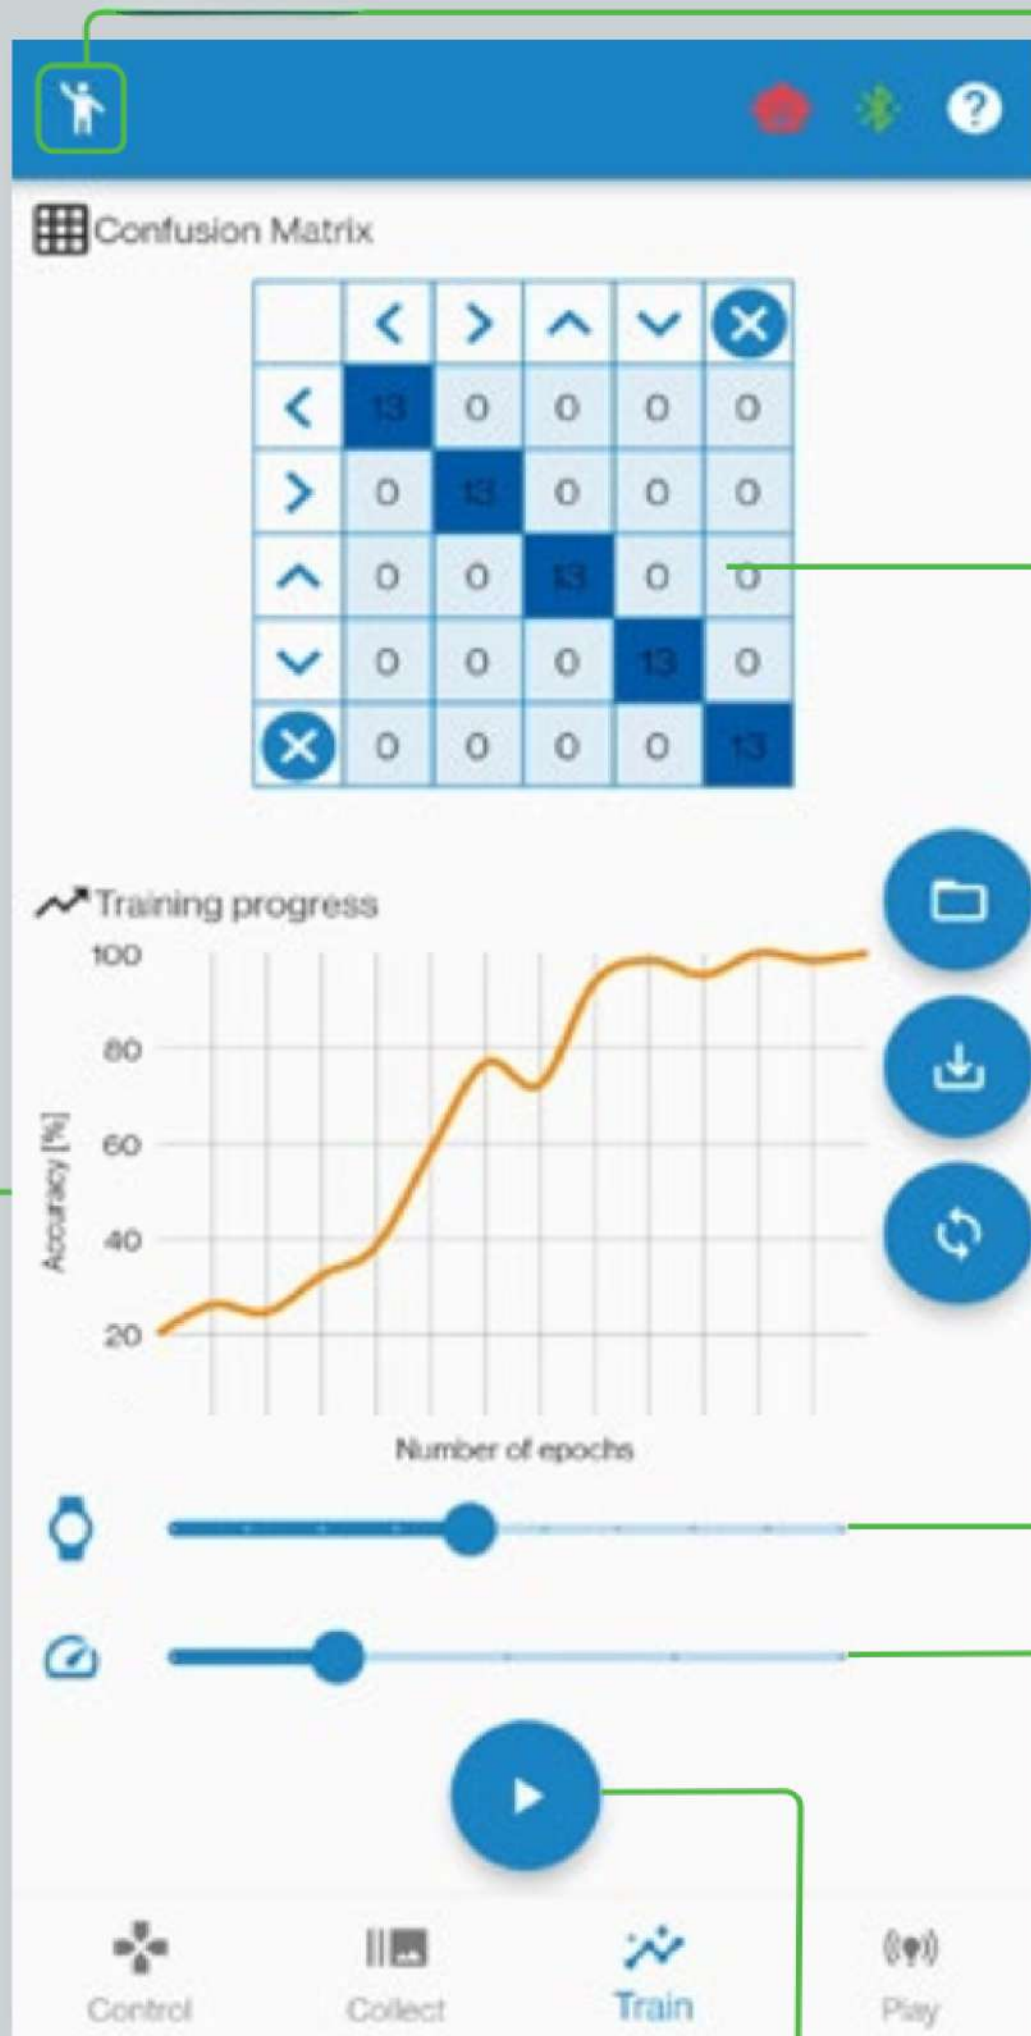 ?
Confusion Matrix
13 0 0 0 0
0 13 0 0 0
0 0 13 0 0
0 0 0 13 0
0 0 0 0 13
Training progress
100
80
60
40
20
Accuracy [%]
Number of epochs
Control Collect Train Play